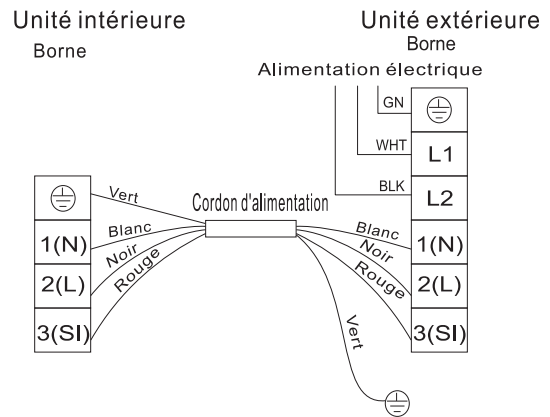 Unité intérieure
Borne
Unité extérieure
Borne
Alimentation électrique
GN
WHT
L1
BLK
L2
Vert
Cordon d'alimentation
1(N)
Blanc
Blanc
1(N)
2(L)
Noir
Noir
2(L)
3(SI)
Rouge
Rouge
3(SI)
Vert